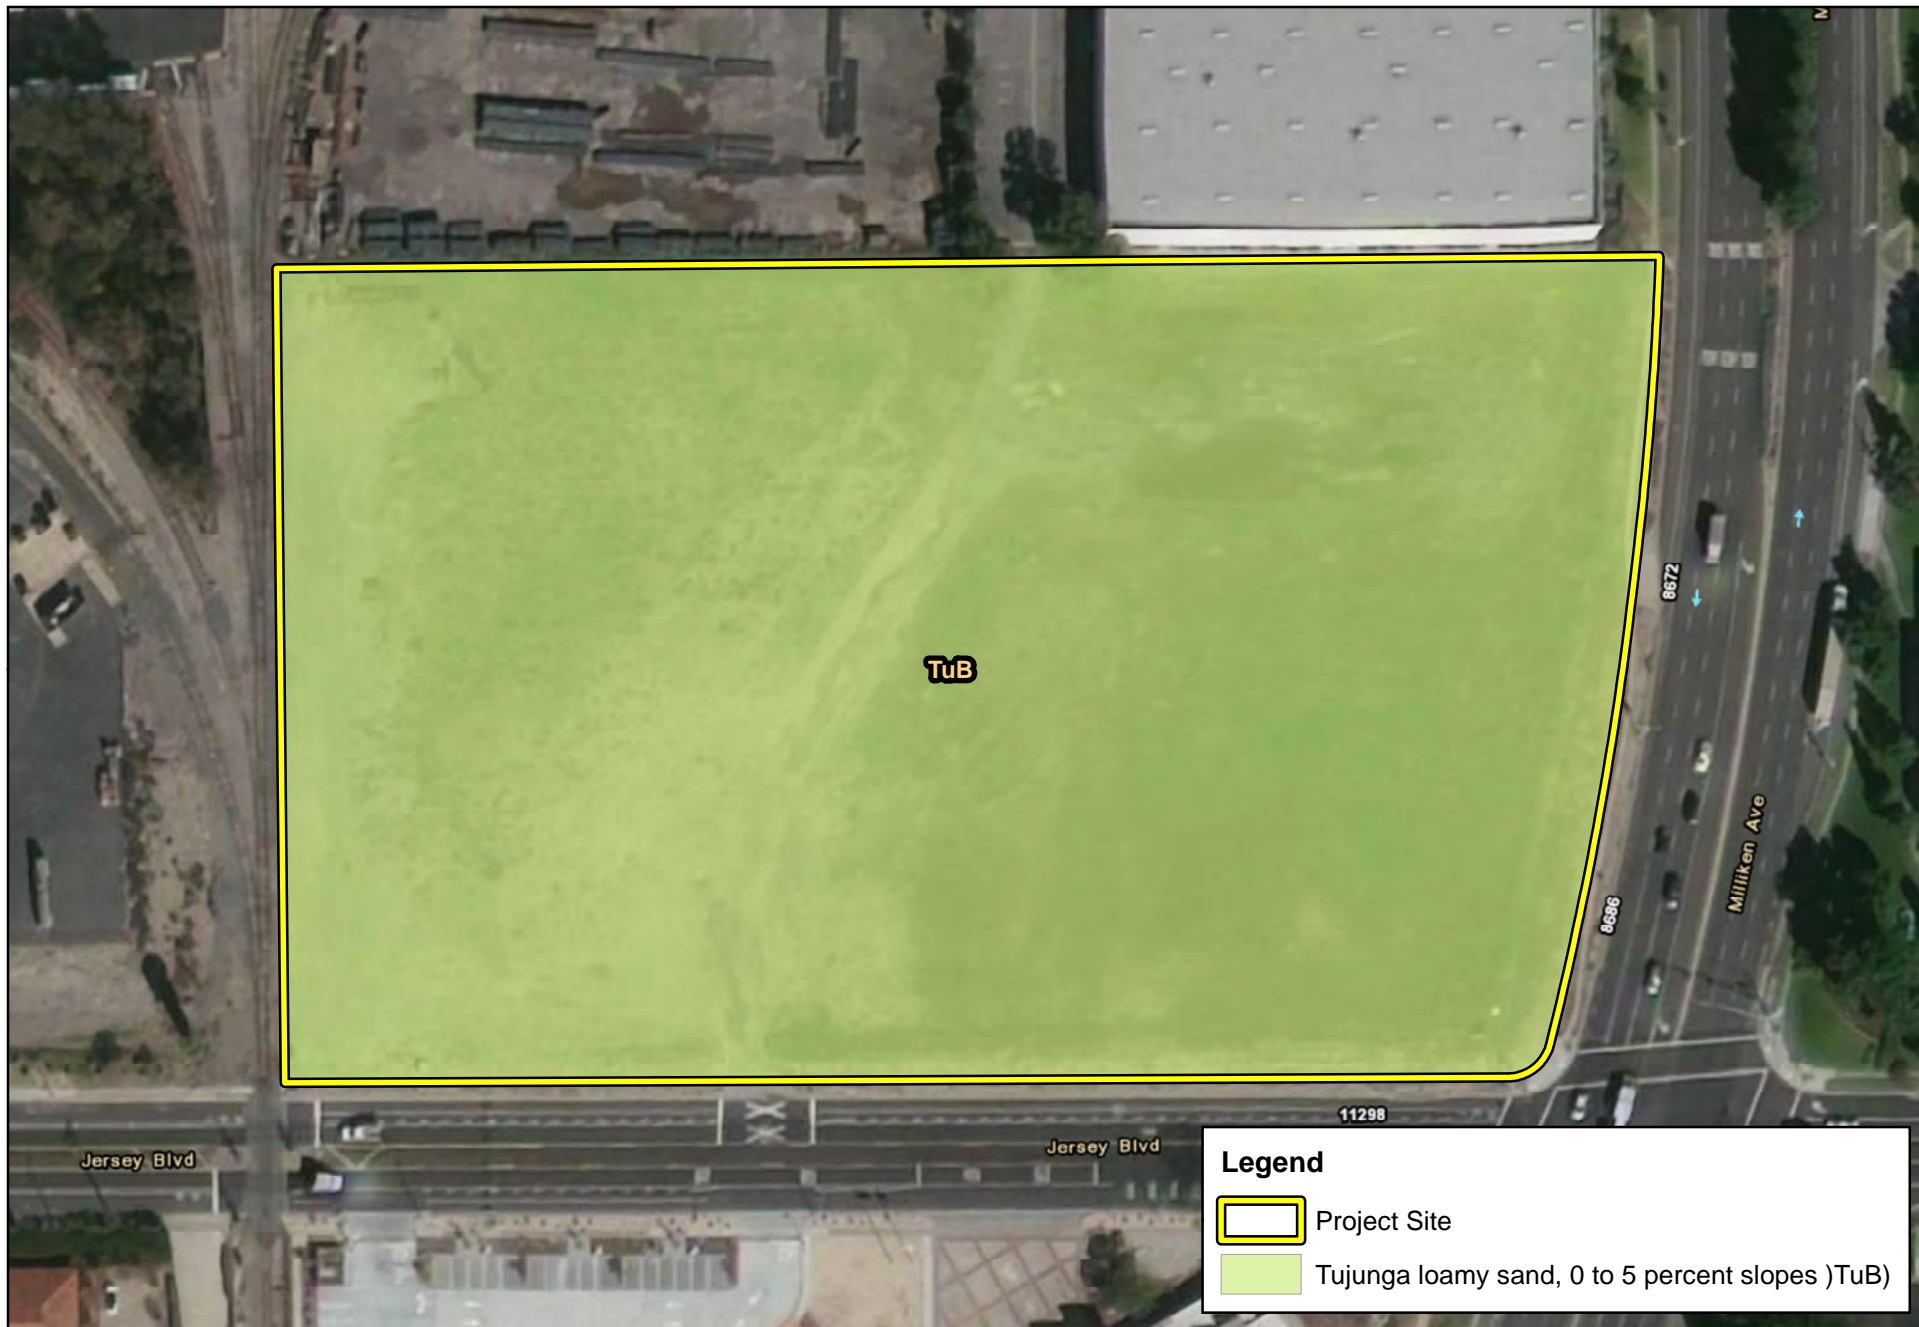 M
TuB
8672
Milliken Ave
8686
11298
Jersey Blvd
Jersey Blvd
Legend
Project Site
Tujunga loamy sand, 0 to 5 percent slopes )TuB)